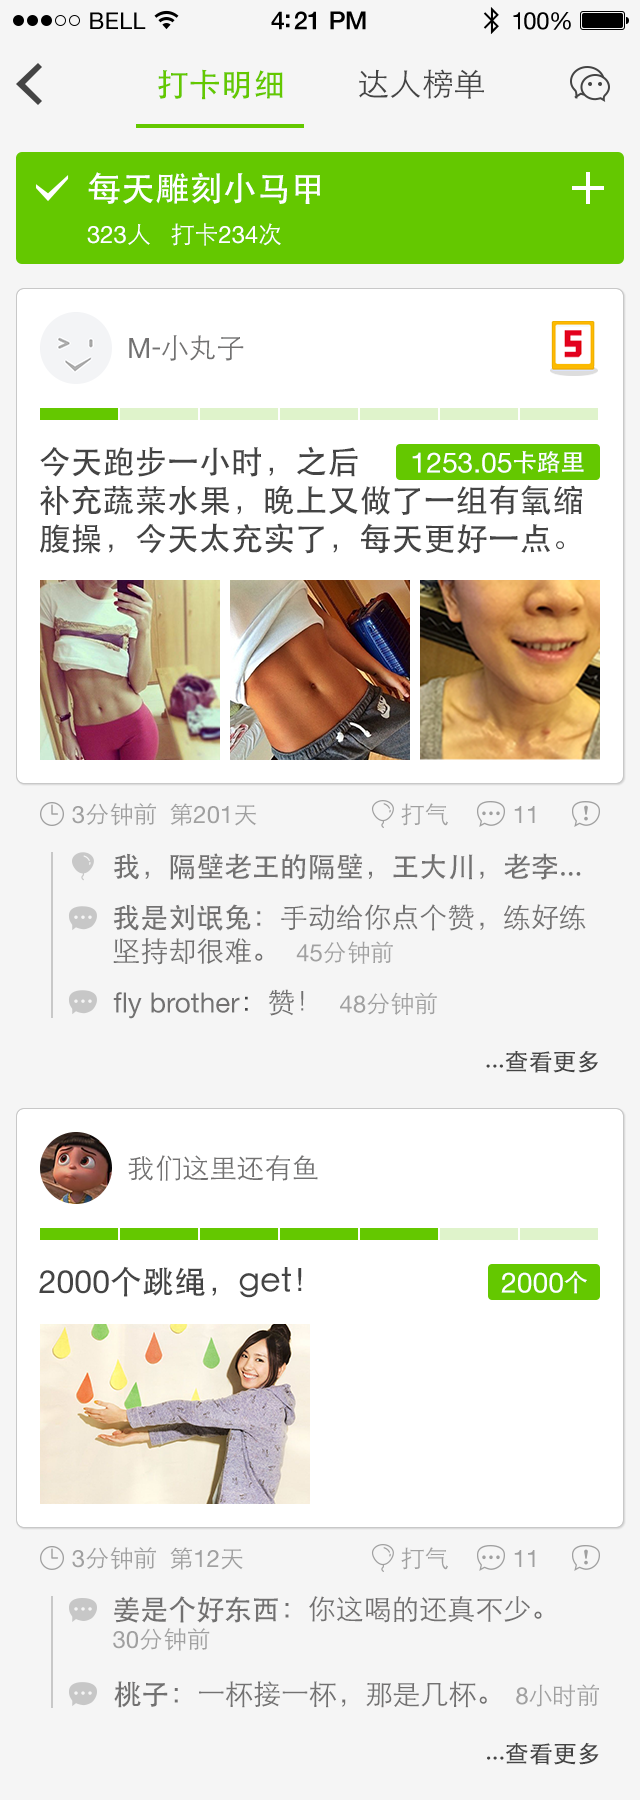 BELL 4:21 PM 100%
打卡明细 达人榜单
每天雕刻小马甲
323人 打卡234次
M-小丸子 5
今天跑步一小时，之后 1253.05卡路里
补充蔬菜水果，晚上又做了一组有氧缩
腹操，今天太充实了，每天更好一点。
3分钟前 第201天 打气 11
我，隔壁老王的隔壁，王大川，老李...
我是刘氓兔：手动给你点个赞，练好练
坚持却很难。 45分钟前
fly brother：赞！ 48分钟前
...查看更多
我们这里还有鱼
2000个跳绳，get！ 2000个
3分钟前 第12天 打气 11
姜是个好东西：你这喝的还真不少。
30分钟前
桃子：一杯接一杯，那是几杯。 8小时前
...查看更多